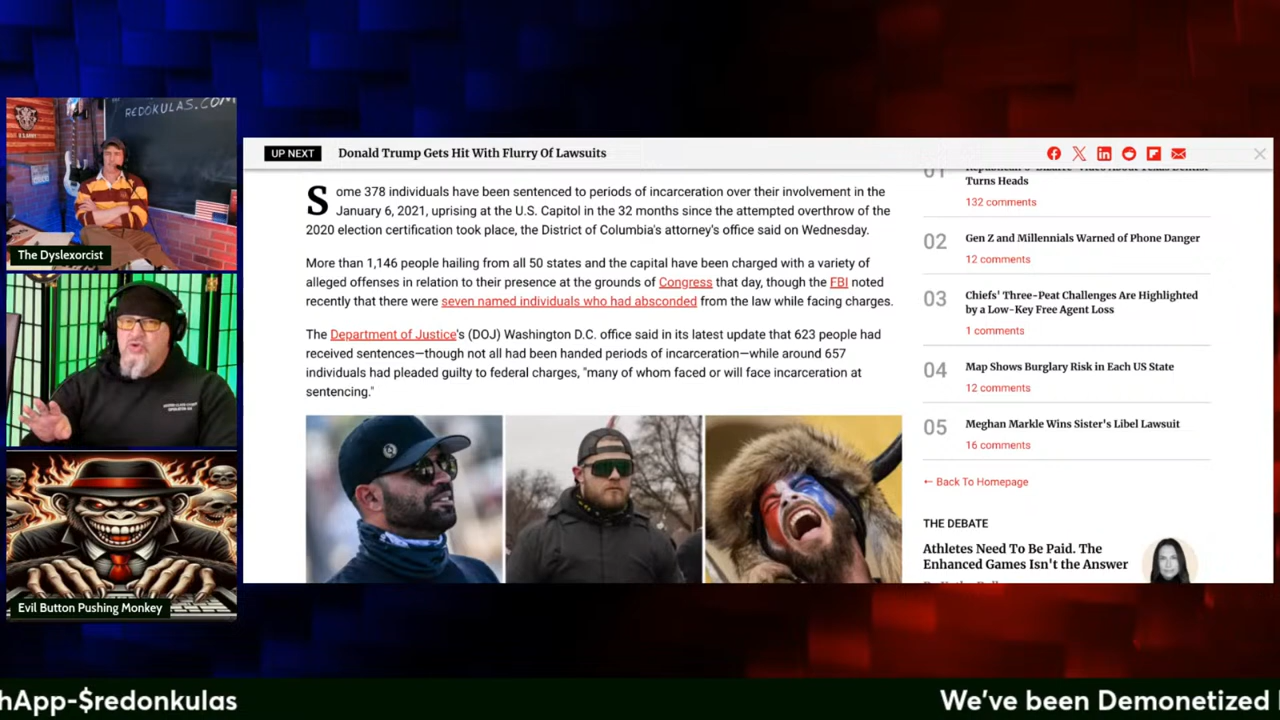 REDOKULAS.COM
The Dyslexorcist
Evil Button Pushing Monkey
UP NEXT
Donald Trump Gets Hit With Flurry Of Lawsuits
Some 378 individuals have been sentenced to periods of incarceration over their involvement in the
January 6, 2021, uprising at the U.S. Capitol in the 32 months since the attempted overthrow of the
2020 election certification took place, the District of Columbia's attorney's office said on Wednesday.
More than 1,146 people hailing from all 50 states and the capital have been charged with a variety of
alleged offenses in relation to their presence at the grounds of Congress that day, though the FBI noted
recently that there were seven named individuals who had absconded from the law while facing charges.
The Department of Justice's (DOJ) Washington D.C. office said in its latest update that 623 people had
received sentences—though not all had been handed periods of incarceration—while around 657
individuals had pleaded guilty to federal charges, "many of whom faced or will face incarceration at
sentencing."
Turns Heads
132 comments
02
Gen Z and Millennials Warned of Phone Danger
12 comments
03
Chiefs' Three-Peat Challenges Are Highlighted
by a Low-Key Free Agent Loss
1 comments
04
Map Shows Burglary Risk in Each US State
12 comments
05
Meghan Markle Wins Sister's Libel Lawsuit
16 comments
← Back To Homepage
THE DEBATE
Athletes Need To Be Paid. The
Enhanced Games Isn't the Answer
hApp-$redonkulas
We've been Demonetized